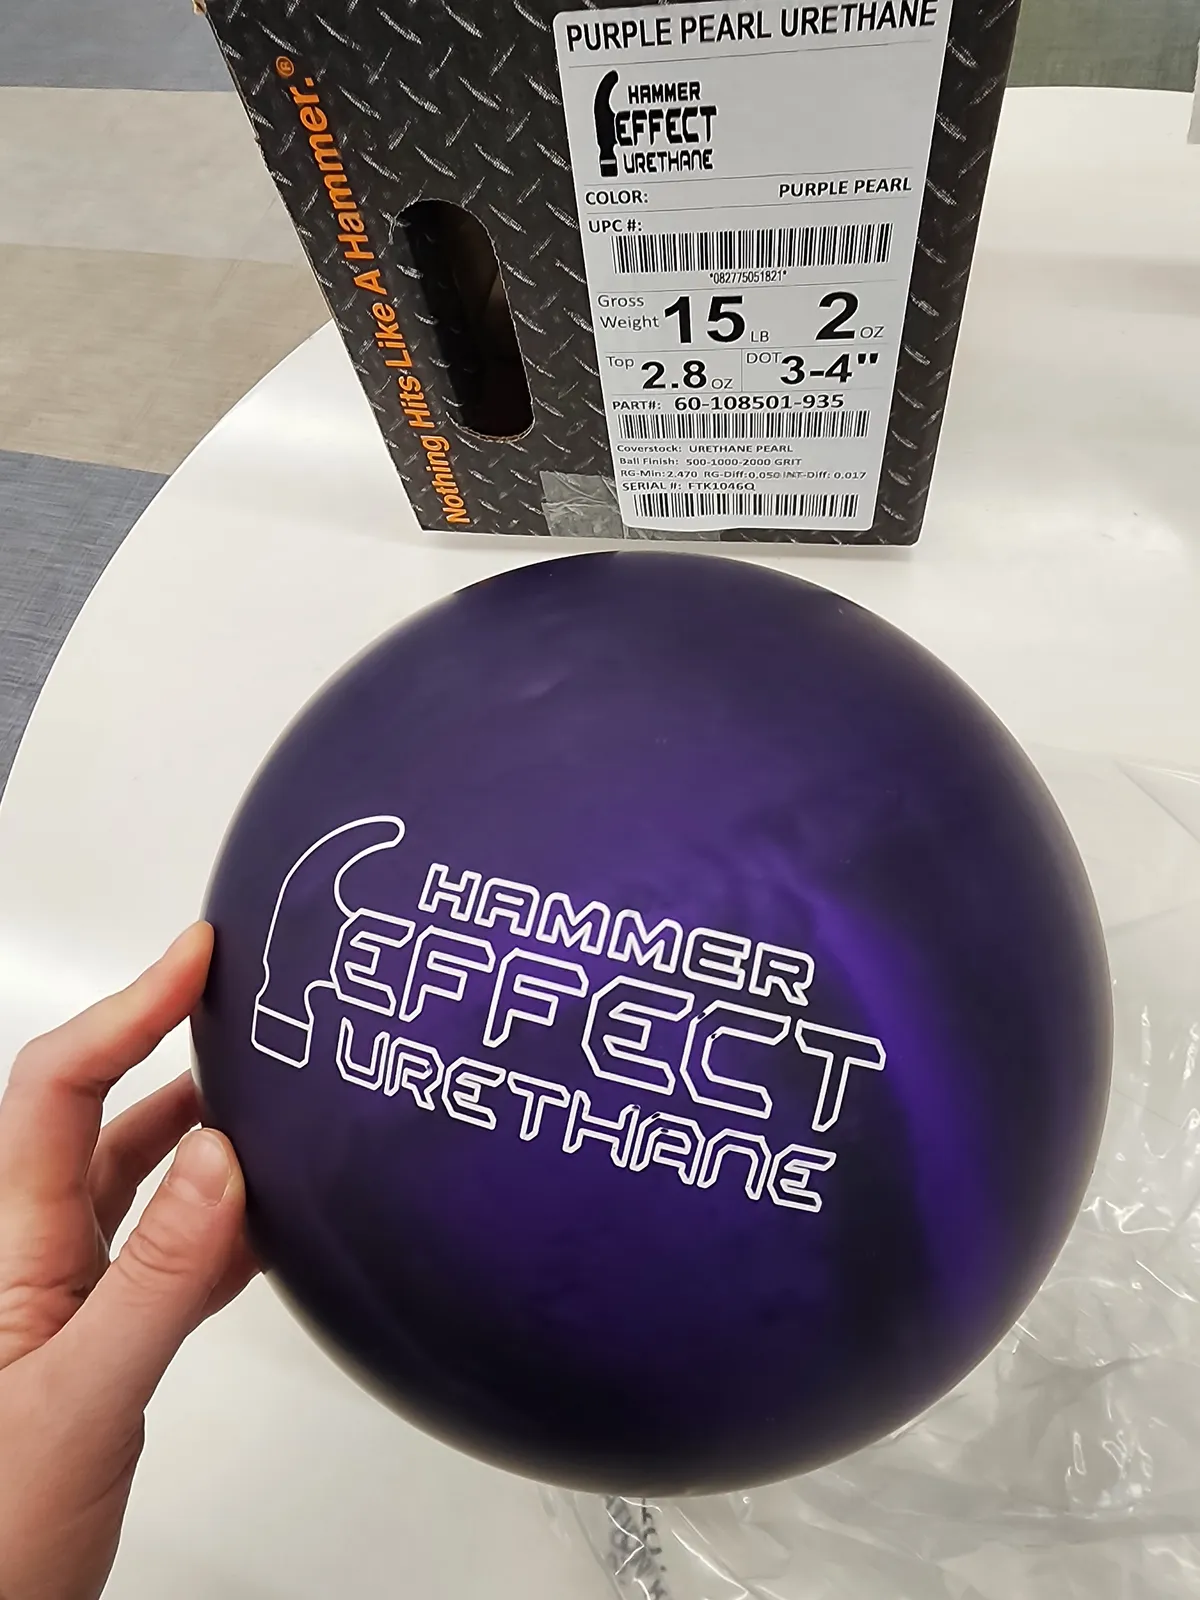 Nothing Hits Like A Hammer.®
PURPLE PEARL URETHANE
HAMMER
EFFECT
URETHANE
COLOR: PURPLE PEARL
UPC #:
*082775051821*
Gross Weight 15 LB 2 OZ
Top 2.8 OZ DOT 3-4"
PART#: 60-108501-935
Coverstock: URETHANE PEARL
Ball Finish: 500-1000-2000 GRIT
RG-Min: 2.470 RG-Diff: 0.050 INT-Diff: 0.017
SERIAL #: FTK1046Q
HAMMER
EFFECT
URETHANE